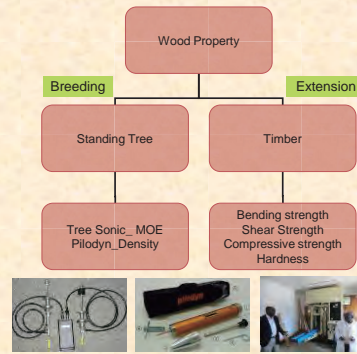 Wood Property
Breeding
Extension
Standing Tree
Timber
Tree Sonic_ MOE
Pilodyn_Density
Bending strength
Shear Strength
Compressive strength
Hardness